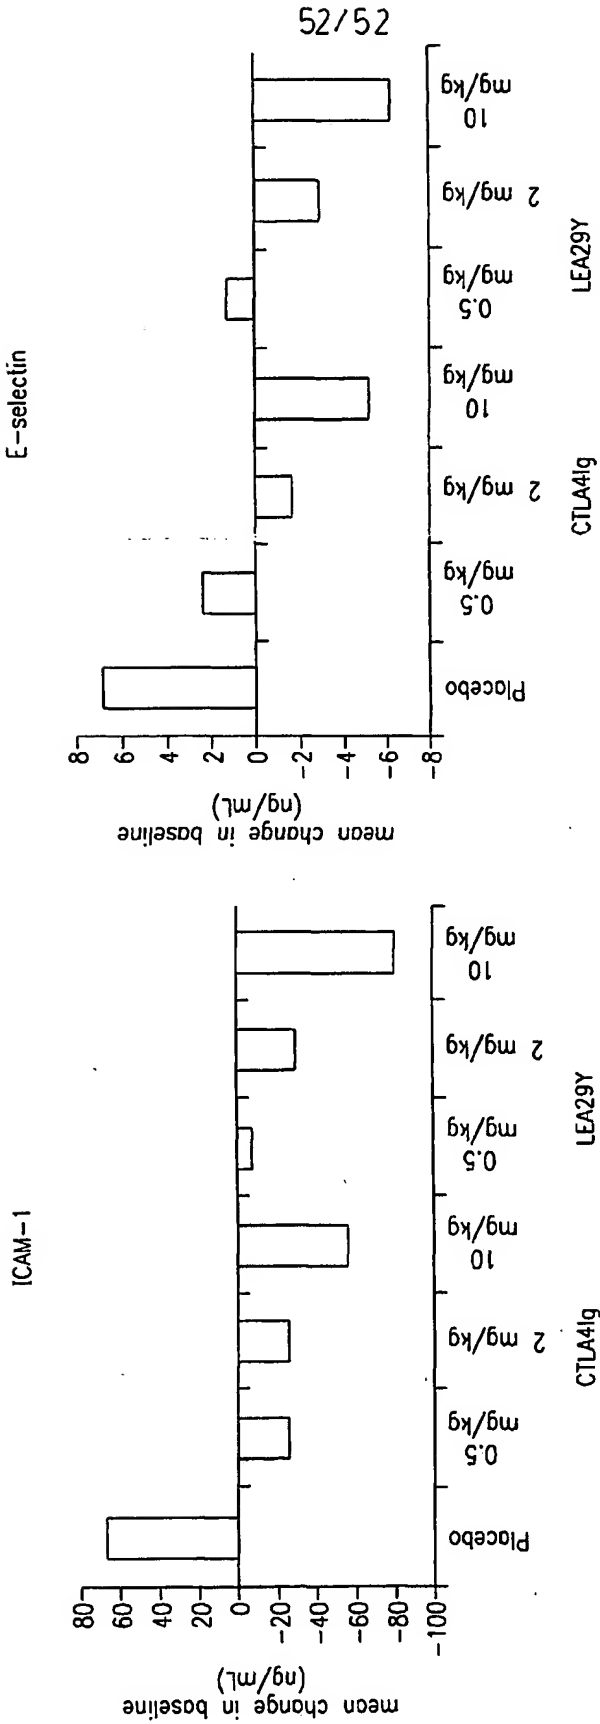 52/52
E-selectin
mean change in baseline
(ng/mL)
8
6
4
2
0
-2
-4
-6
-8
Placebo
0.5
mg/kg
2 mg/kg
10
mg/kg
0.5
mg/kg
2 mg/kg
10
mg/kg
CTLA4Ig
LEA29Y
ICAM-1
mean change in baseline
(ng/mL)
80
60
40
20
0
-20
-40
-60
-80
-100
Placebo
0.5
mg/kg
2 mg/kg
10
mg/kg
0.5
mg/kg
2 mg/kg
10
mg/kg
CTLA4Ig
LEA29Y